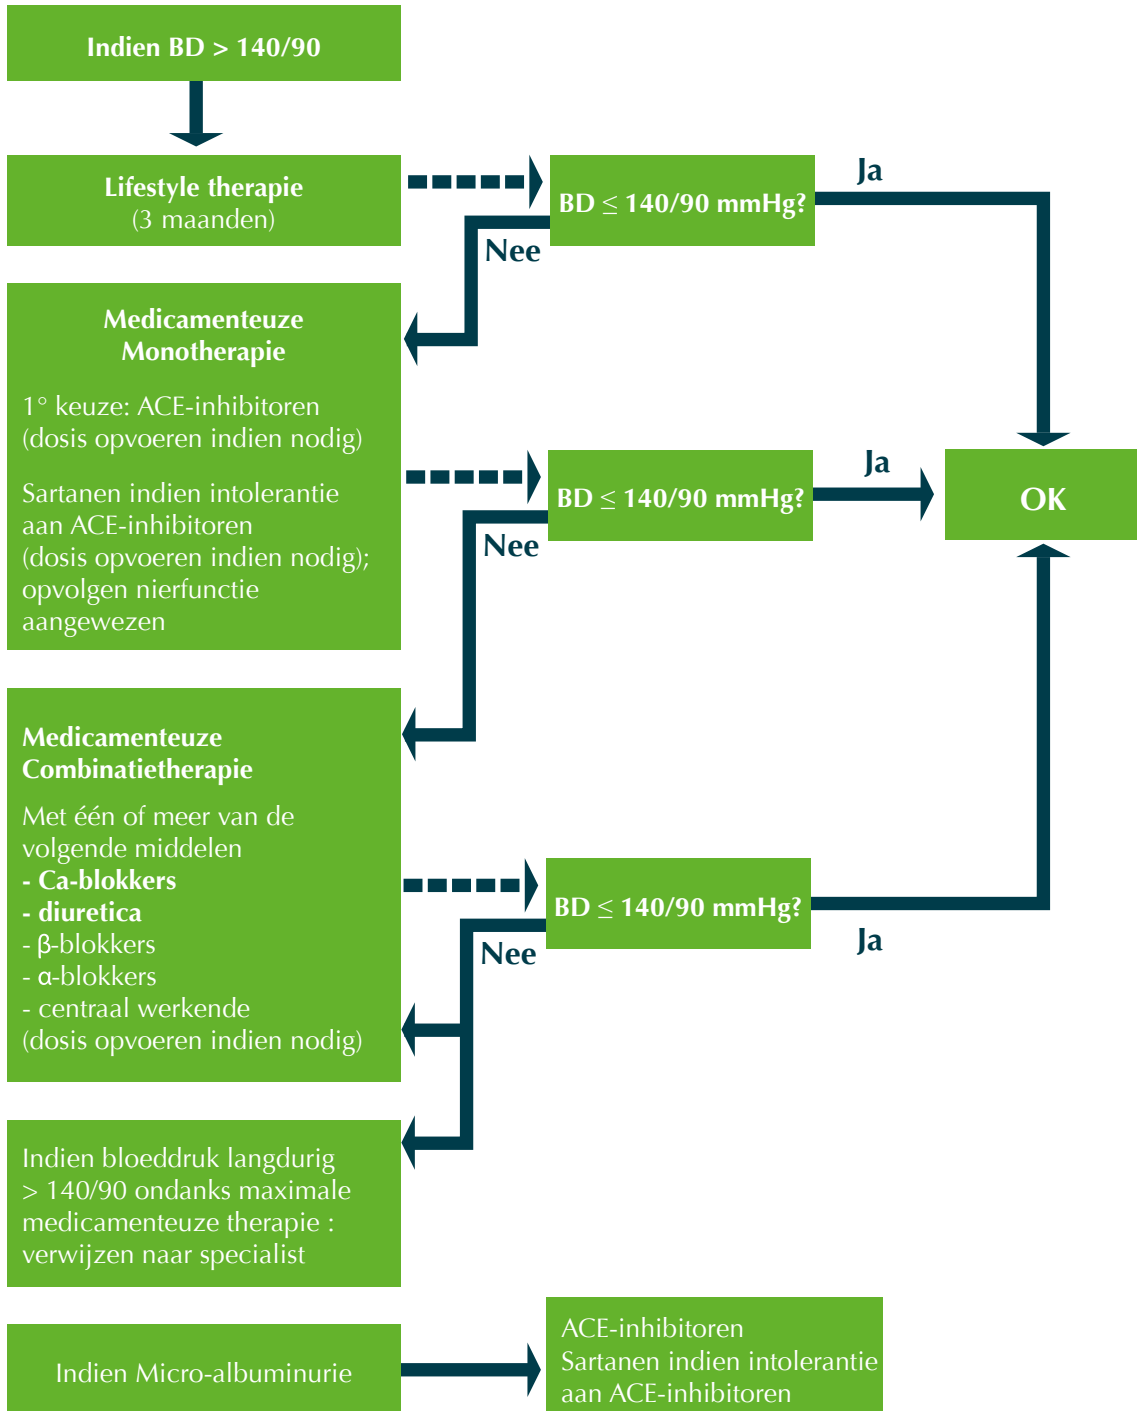 Indien BD > 140/90
Lifestyle therapie
(3 maanden)
BD ≤ 140/90 mmHg?
Ja
Nee
Medicamenteuze
Monotherapie
1° keuze: ACE-inhibitoren
(dosis opvoeren indien nodig)
Sartanen indien intolerantie
aan ACE-inhibitoren
(dosis opvoeren indien nodig);
opvolgen nierfunctie
aangewezen
BD ≤ 140/90 mmHg?
Ja
Nee
OK
Medicamenteuze
Combinatietherapie
Met één of meer van de
volgende middelen
- Ca-blokkers
- diuretica
- β-blokkers
- α-blokkers
- centraal werkende
(dosis opvoeren indien nodig)
BD ≤ 140/90 mmHg?
Nee
Ja
Indien bloeddruk langdurig
> 140/90 ondanks maximale
medicamenteuze therapie :
verwijzen naar specialist
Indien Micro-albuminurie
ACE-inhibitoren
Sartanen indien intolerantie
aan ACE-inhibitoren